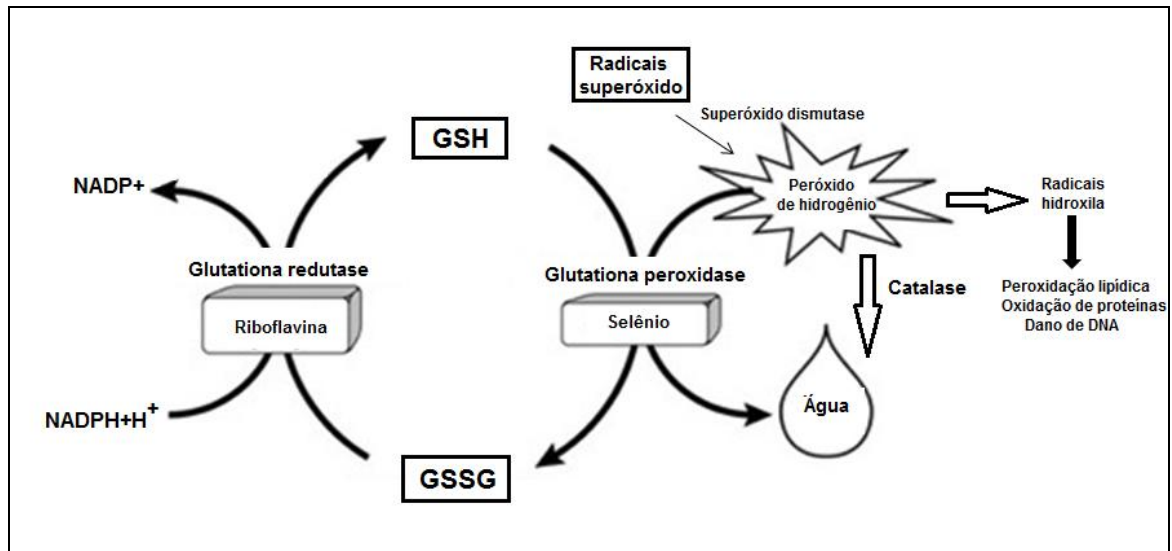 Radicais
superóxido
Superóxido dismutase
GSH
NADP+
Peróxido
de hidrogênio
Radicais
hidroxila
Glutationa redutase
Glutationa peroxidase
Catalase
Peroxidação lipídica
Oxidação de proteínas
Dano de DNA
Riboflavina
Selênio
Água
NADPH+H+
GSSG